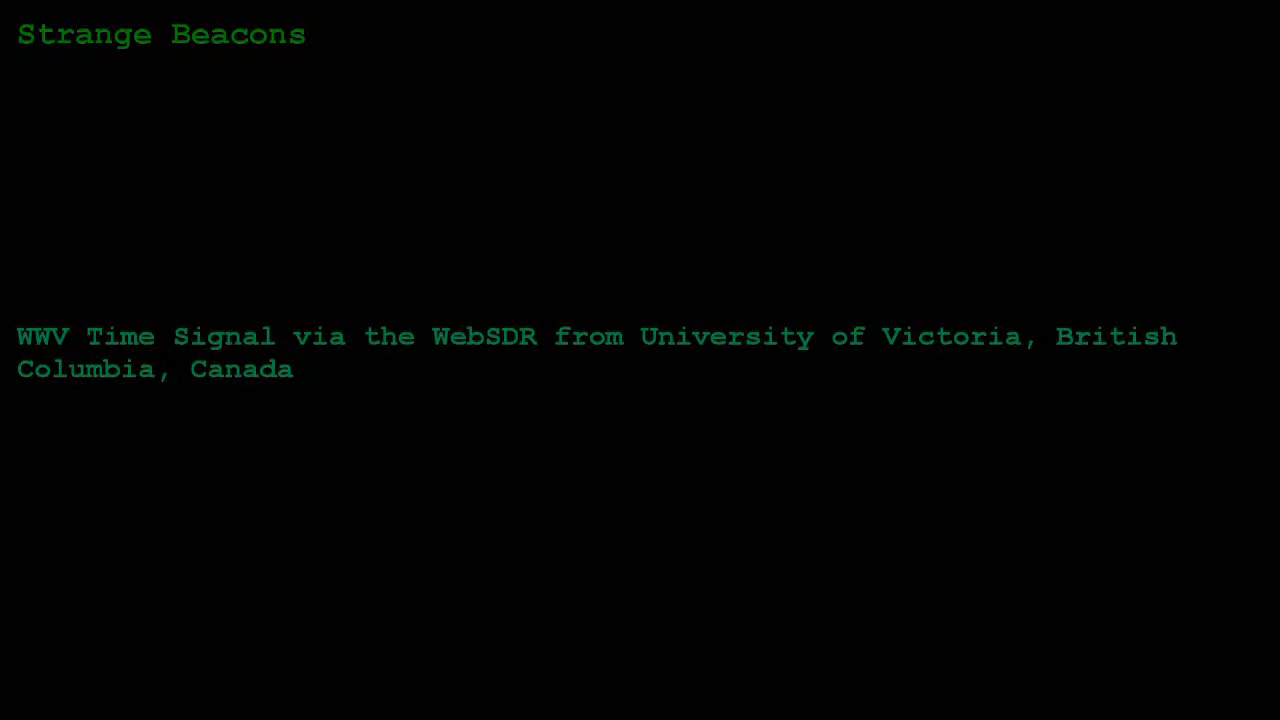 Strange Beacons
WWV Time Signal via the WebSDR from University of Victoria, British
Columbia, Canada